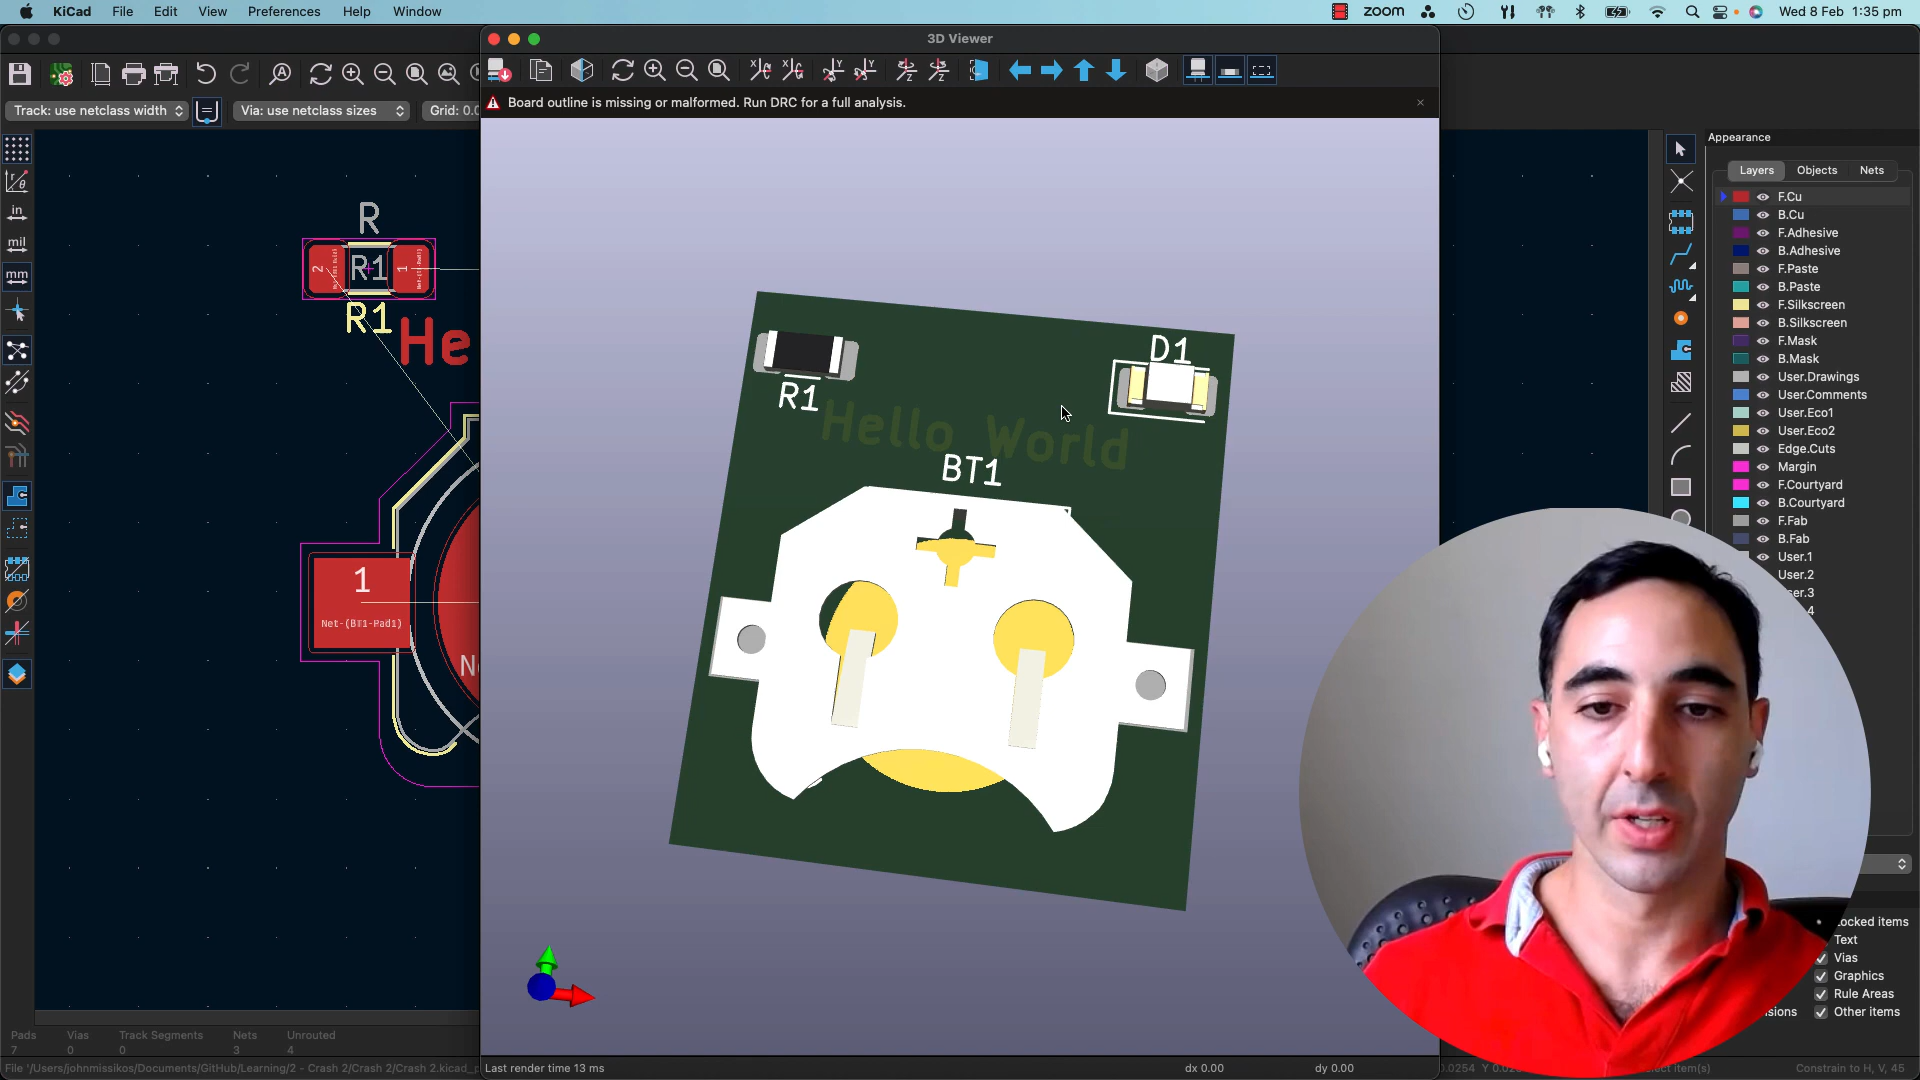 KiCad File Edit View Preferences Help Window
zoom
Wed 8 Feb 1:35 pm
3D Viewer
Track: use netclass width
Via: use netclass sizes
Board outline is missing or malformed. Run DRC for a full analysis.
in
mil
mm
R
2
R1
1
R1
He
1
Net-(BT1-Pad1)
R1
D1
Hello World
BT1
Appearance
Layers Objects Nets
F.Cu
B.Cu
F.Adhesive
B.Adhesive
F.Paste
B.Paste
F.Silkscreen
B.Silkscreen
F.Mask
B.Mask
User.Drawings
User.Comments
User.Eco1
User.Eco2
Edge.Cuts
Margin
F.Courtyard
B.Courtyard
F.Fab
B.Fab
User.1
User.2
Text
Vias
Graphics
Rule Areas
Other items
Pads Vias Track Segments Nets Unrouted
7 0 0 3 4
Last render time 13 ms
dx 0.00
dy 0.00
Constrain to H, V, 45